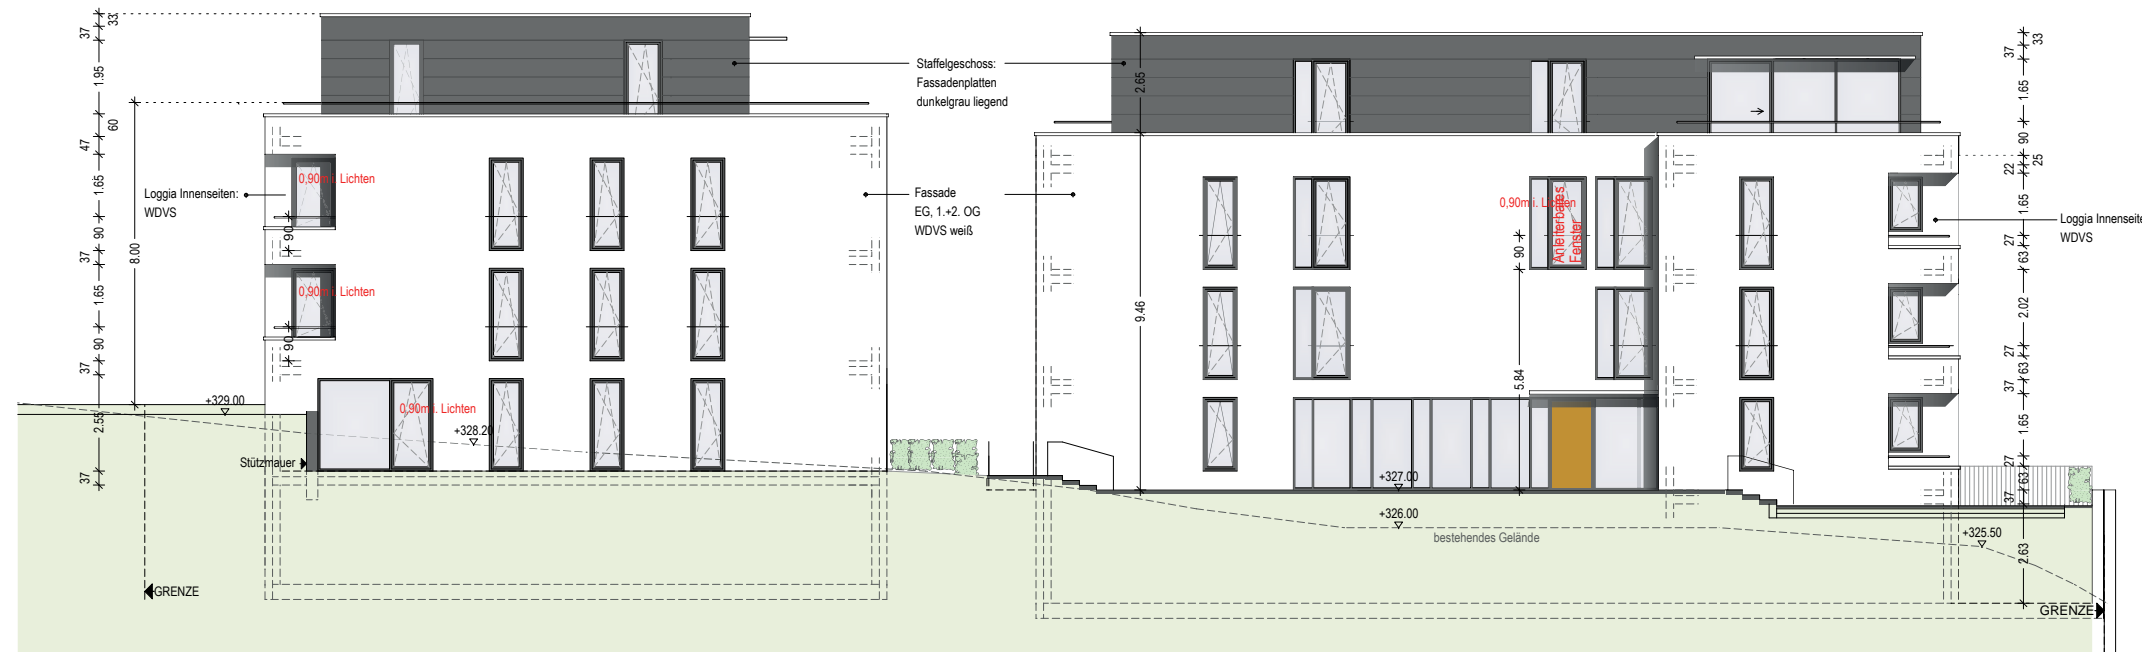 33
37
1.95
60
47
1.65
90
37
1.65
90
37
2.55
37
8.00
90
90
Loggia Innenseiten:
WDVS
0,90m i. Lichten
0,90m i. Lichten
0,90m i. Lichten
+329.00
+328.20
Stützmauer
GRENZE
Staffelgeschoss:
Fassadenplatten
dunkelgrau liegend
Fassade
EG, 1.+2. OG
WDVS weiß
2.65
9.46
0,90m i. Lichten
Anleiterbares
Fenster
90
5.84
+327.00
+326.00
bestehendes Gelände
+325.50
33
37
1.65
90
25
22
1.65
27
63
2.02
27
63
37
1.65
27
63
37
2.63
Loggia Innenseite
WDVS
GRENZE